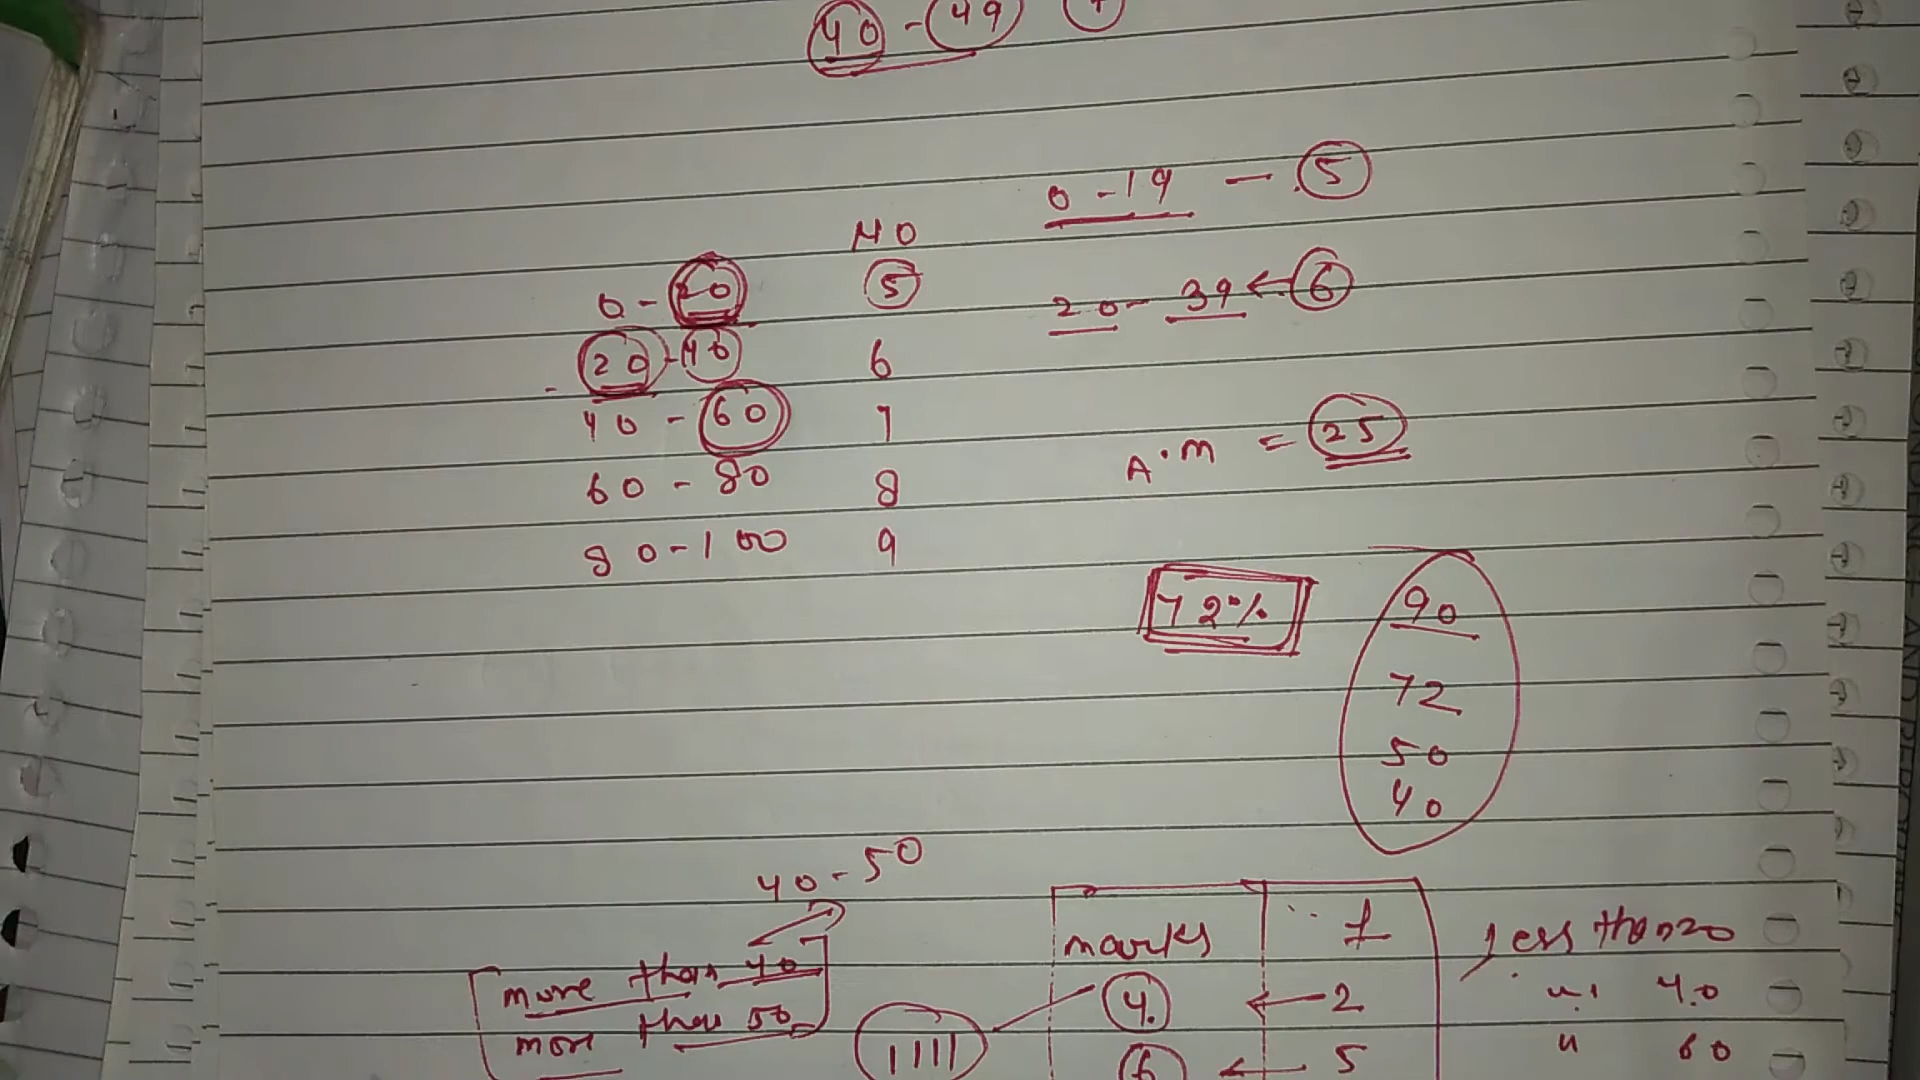 40 - 49
0 - 19 - 5
NO
0 - 20 5
20 - 39 ← 6
20 - 40 6
40 - 60 7
A.M = 25
60 - 80 8
80 - 100 9
72%
90
72
50
40
40 - 50
marks f
Less than 20
more than 40
4 ← 2
" 40
more than 50
||||
6 ← 5
" 60